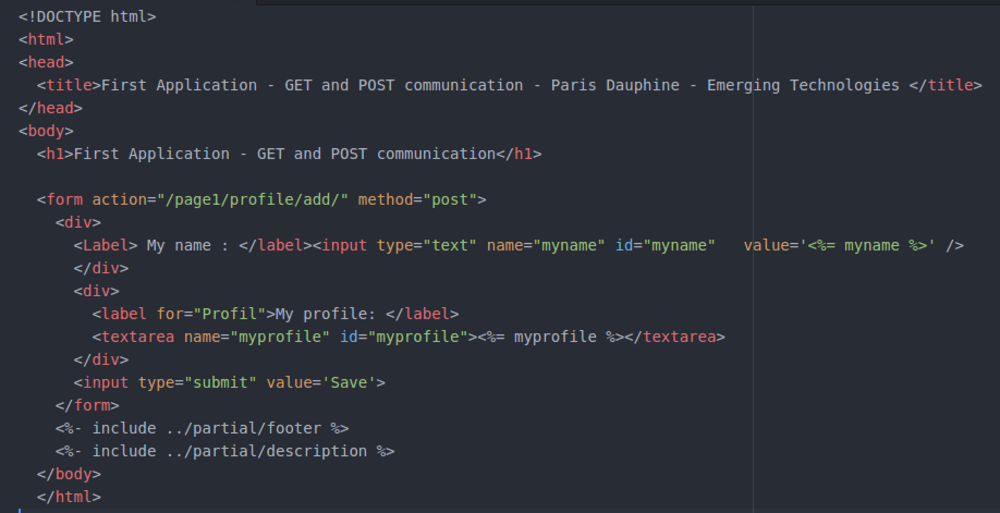 <!DOCTYPE html>
<html>
<head>
  <title>First Application - GET and POST communication - Paris Dauphine - Emerging Technologies </title>
</head>
<body>
  <h1>First Application - GET and POST communication</h1>

  <form action="/page1/profile/add/" method="post">
    <div>
      <Label> My name : </label><input type="text" name="myname" id="myname"   value='<%= myname %>' />
      </div>
      <div>
        <label for="Profil">My profile: </label>
        <textarea name="myprofile" id="myprofile"><%= myprofile %></textarea>
      </div>
      <input type="submit" value='Save'>
    </form>
    <%- include ../partial/footer %>
    <%- include ../partial/description %>
  </body>
  </html>